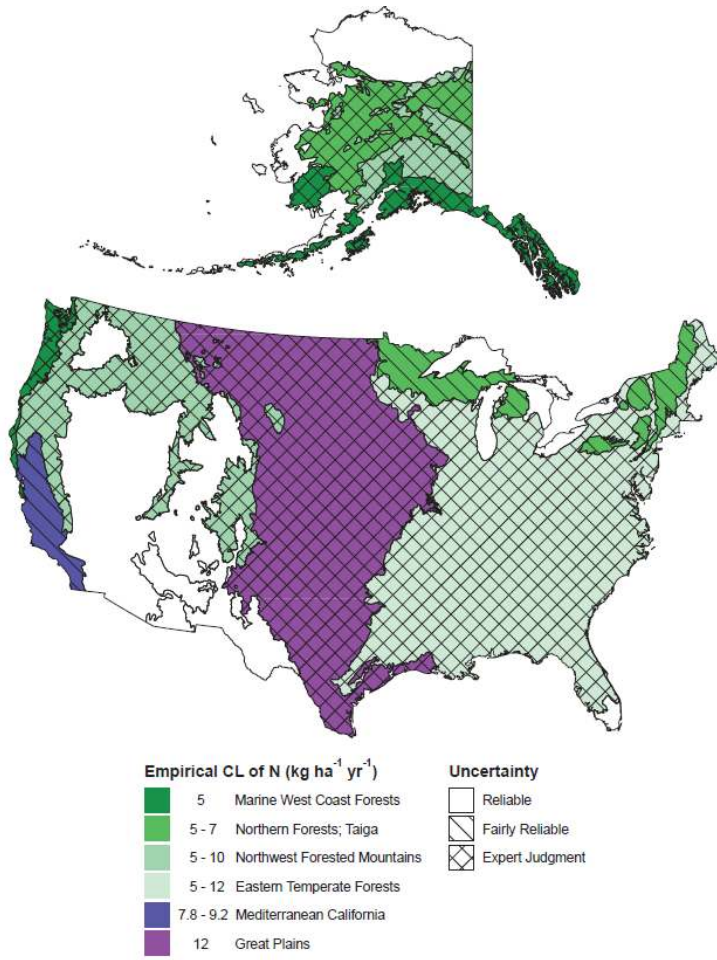 Empirical CL of N (kg ha⁻¹ yr⁻¹)
5 Marine West Coast Forests
5 - 7 Northern Forests; Taiga
5 - 10 Northwest Forested Mountains
5 - 12 Eastern Temperate Forests
7.8 - 9.2 Mediterranean California
12 Great Plains
Uncertainty
Reliable
Fairly Reliable
Expert Judgment